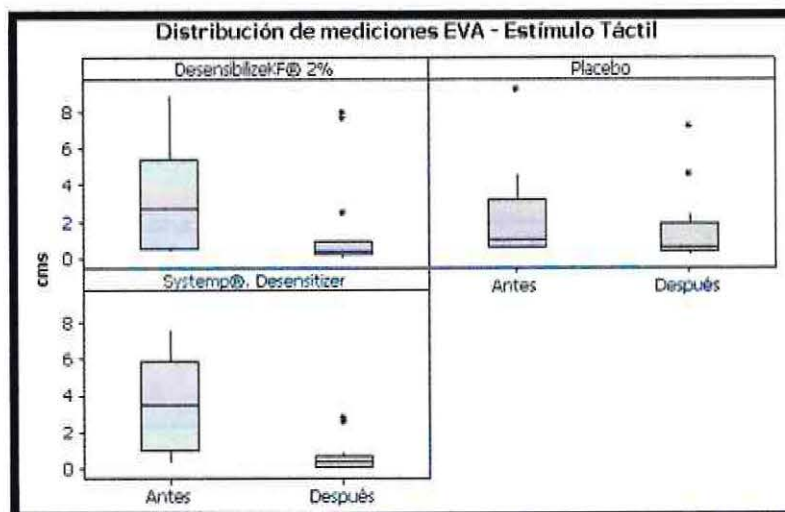 Distribución de mediciones EVA - Estímulo Táctil
DesensibilizeKF® 2%
Placebo
8
6
4
2
0
cms
Systemp®. Desensitizer
Antes
Después
8
6
4
2
0
Antes
Después